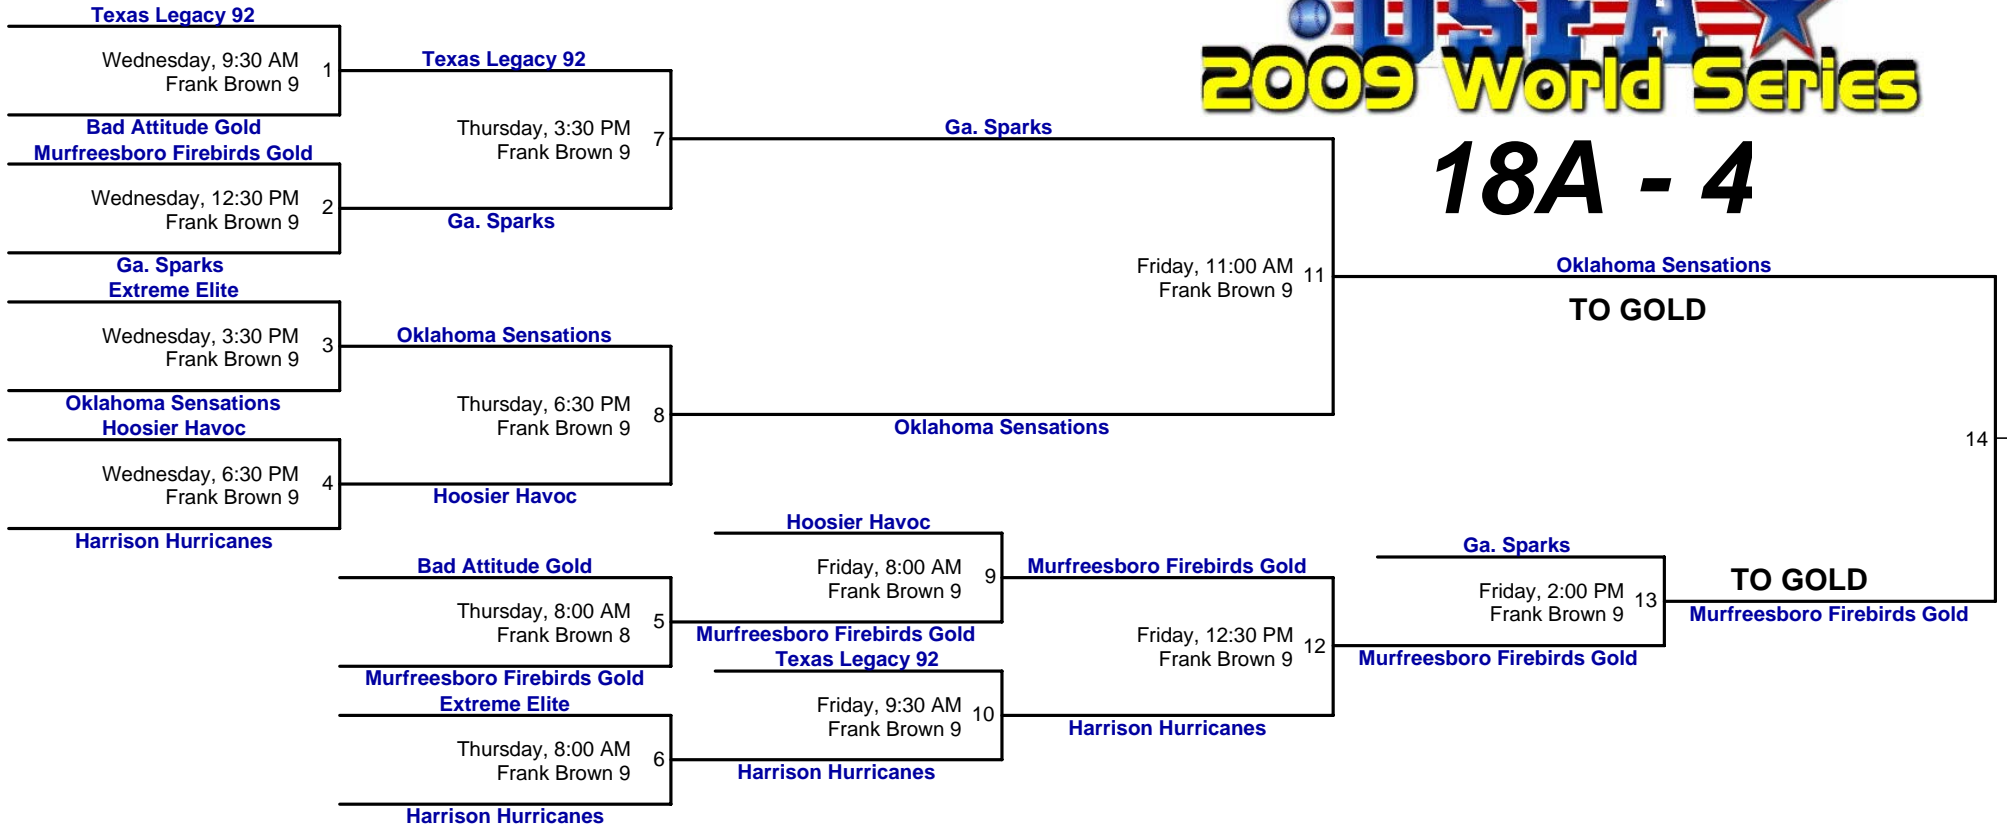 USFA
2009 World Series
18A - 4
Texas Legacy 92
Wednesday, 9:30 AM
Frank Brown 9
1
Bad Attitude Gold
Murfreesboro Firebirds Gold
Wednesday, 12:30 PM
Frank Brown 9
2
Ga. Sparks
Extreme Elite
Wednesday, 3:30 PM
Frank Brown 9
3
Oklahoma Sensations
Hoosier Havoc
Wednesday, 6:30 PM
Frank Brown 9
4
Harrison Hurricanes
Texas Legacy 92
Thursday, 3:30 PM
Frank Brown 9
7
Ga. Sparks
Oklahoma Sensations
Thursday, 6:30 PM
Frank Brown 9
8
Hoosier Havoc
Bad Attitude Gold
Thursday, 8:00 AM
Frank Brown 8
5
Murfreesboro Firebirds Gold
Extreme Elite
Thursday, 8:00 AM
Frank Brown 9
6
Harrison Hurricanes
Hoosier Havoc
Friday, 8:00 AM
Frank Brown 9
9
Murfreesboro Firebirds Gold
Texas Legacy 92
Friday, 9:30 AM
Frank Brown 9
10
Harrison Hurricanes
Ga. Sparks
Friday, 11:00 AM
Frank Brown 9
11
Oklahoma Sensations
Murfreesboro Firebirds Gold
Friday, 12:30 PM
Frank Brown 9
12
Harrison Hurricanes
Ga. Sparks
Friday, 2:00 PM
Frank Brown 9
13
Murfreesboro Firebirds Gold
Oklahoma Sensations
TO GOLD
14
TO GOLD
Murfreesboro Firebirds Gold